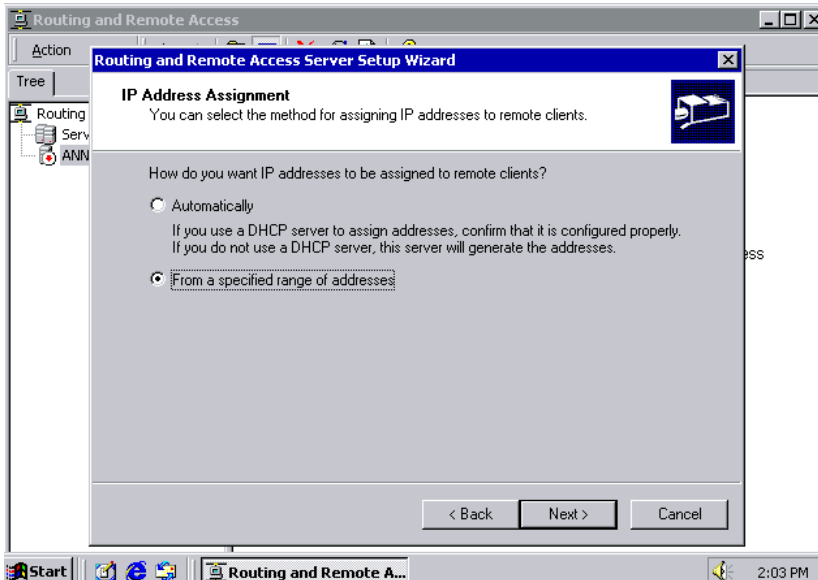 Routing and Remote Access
Action
Tree
Routing
Serv
ANN
Routing and Remote Access Server Setup Wizard
IP Address Assignment
You can select the method for assigning IP addresses to remote clients.
How do you want IP addresses to be assigned to remote clients?
Automatically
If you use a DHCP server to assign addresses, confirm that it is configured properly.
If you do not use a DHCP server, this server will generate the addresses.
From a specified range of addresses
ess
< Back
Next >
Cancel
Start
Routing and Remote A...
2:03 PM